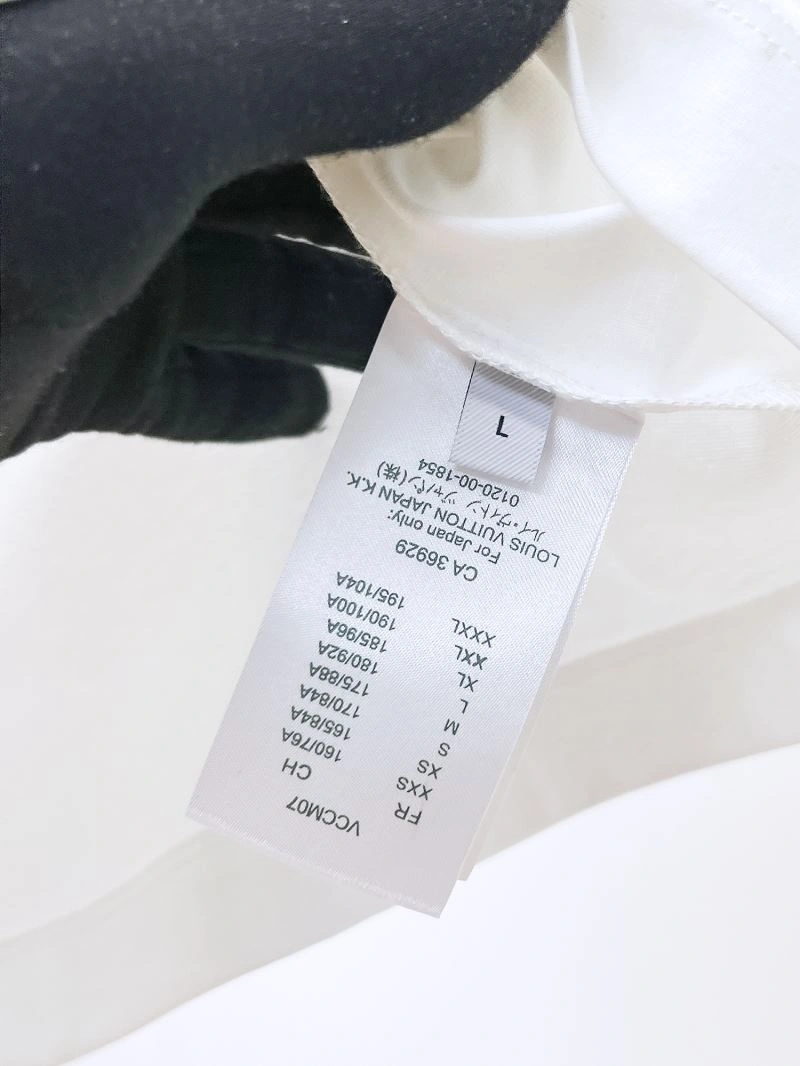 VCCM07
FR CH
XXS 160/76A
XS 165/84A
S 170/84A
M 175/88A
L 180/92A
XL 185/96A
XXL 190/100A
XXXL 195/104A
CA 36929
For Japan only:
LOUIS VUITTON JAPAN K.K.
ルイ・ヴィトン ジャパン(株)
0120-00-1854
L